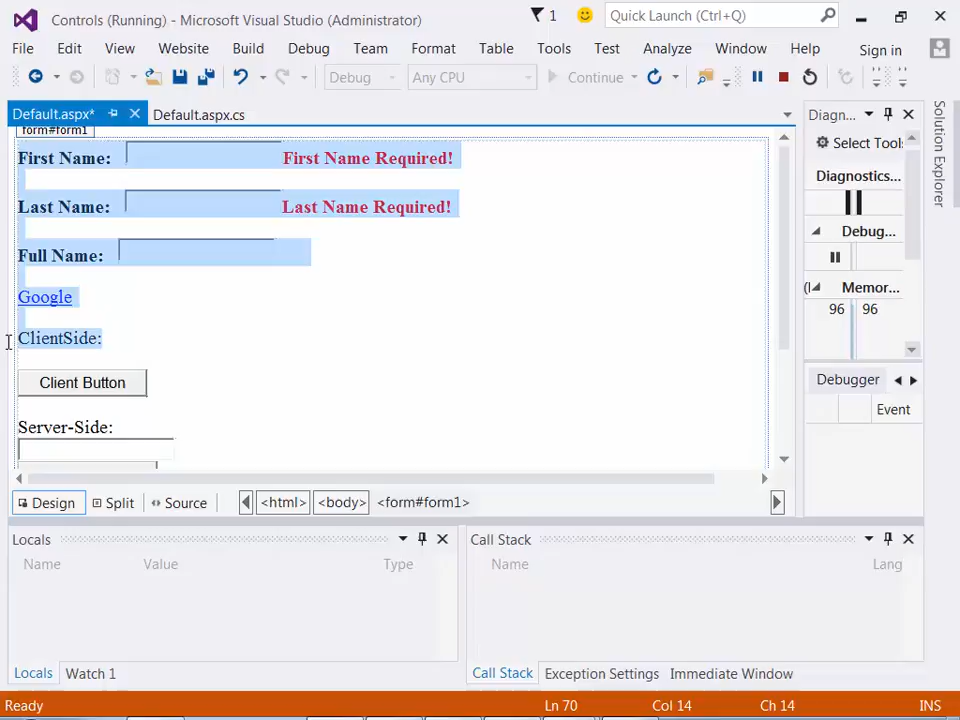 Controls (Running) - Microsoft Visual Studio (Administrator)
1
Quick Launch (Ctrl+Q)
File Edit View Website Build Debug Team Format Table Tools Test Analyze Window Help Sign in
Debug Any CPU Continue
Default.aspx* Default.aspx.cs
form#form1
First Name: First Name Required!
Last Name: Last Name Required!
Full Name:
Google
ClientSide:
Client Button
Server-Side:
Design Split Source <html> <body> <form#form1>
Diagn...
Select Tool
Diagnostics...
Debug...
Memor...
96 96
Debugger
Event
Solution Explorer
Locals
Name Value Type
Locals Watch 1
Call Stack
Name Lang
Call Stack Exception Settings Immediate Window
Ready Ln 70 Col 14 Ch 14 INS